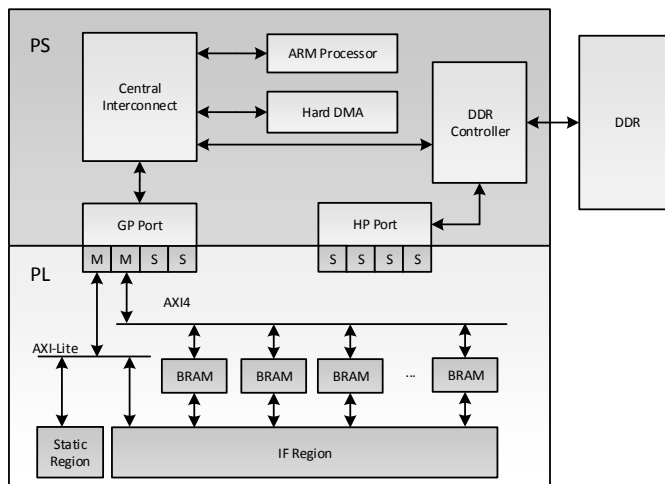 PS
ARM Processor
Central
Interconnect
Hard DMA
DDR
Controller
DDR
GP Port
HP Port
M M S S
S S S S
PL
AXI4
AXI-Lite
BRAM BRAM BRAM ... BRAM
Static
Region
IF Region